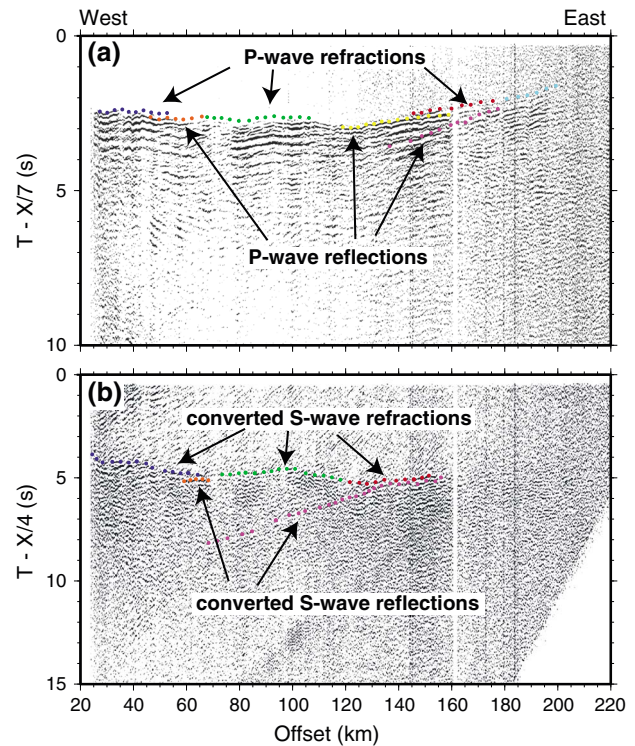 West East
0
(a)
P-wave refractions
5
P-wave reflections
10
T - X/7 (s)
0
(b)
converted S-wave refractions
5
10
converted S-wave reflections
15
T - X/4 (s)
20 40 60 80 100 120 140 160 180 200 220
Offset (km)